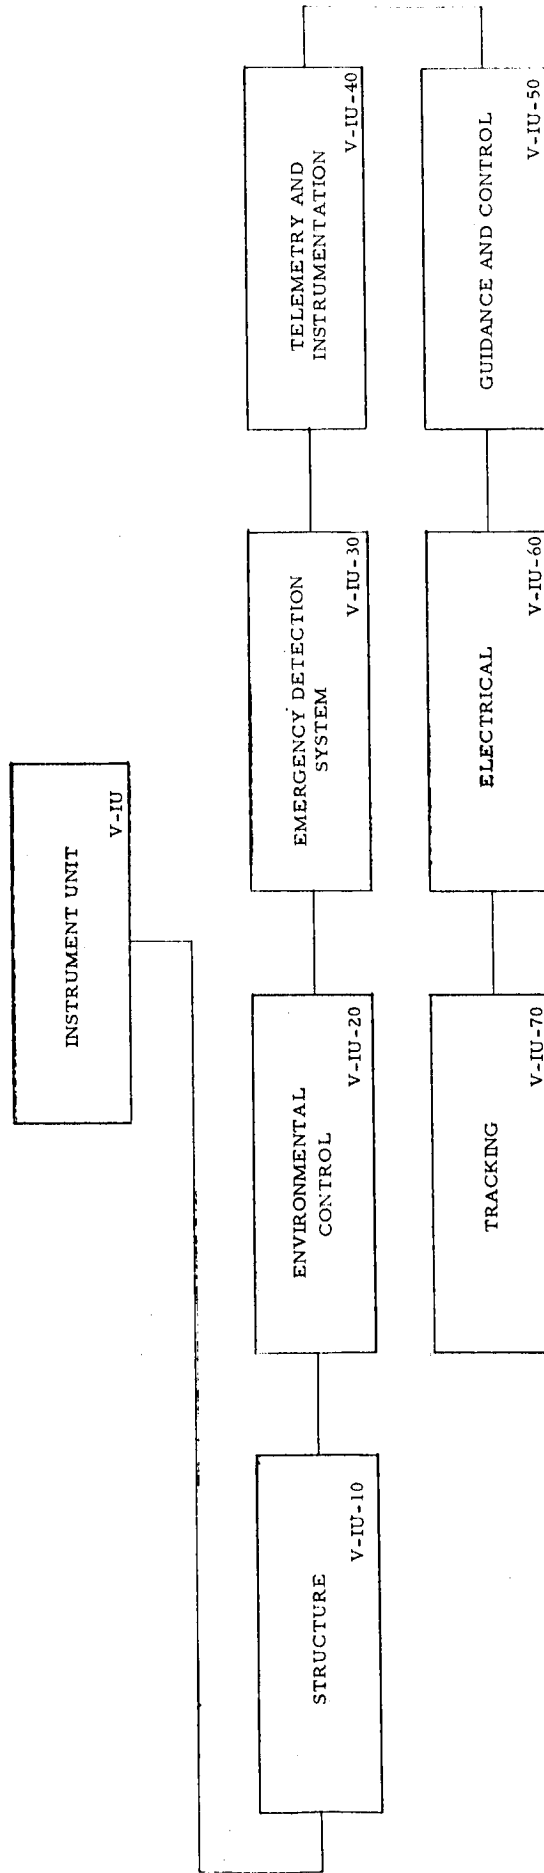 INSTRUMENT UNIT
V-IU
STRUCTURE
V-IU-10
ENVIRONMENTAL
CONTROL
V-IU-20
EMERGENCY DETECTION
SYSTEM
V-IU-30
TELEMETRY AND
INSTRUMENTATION
V-IU-40
TRACKING
V-IU-70
ELECTRICAL
V-IU-60
GUIDANCE AND CONTROL
V-IU-50